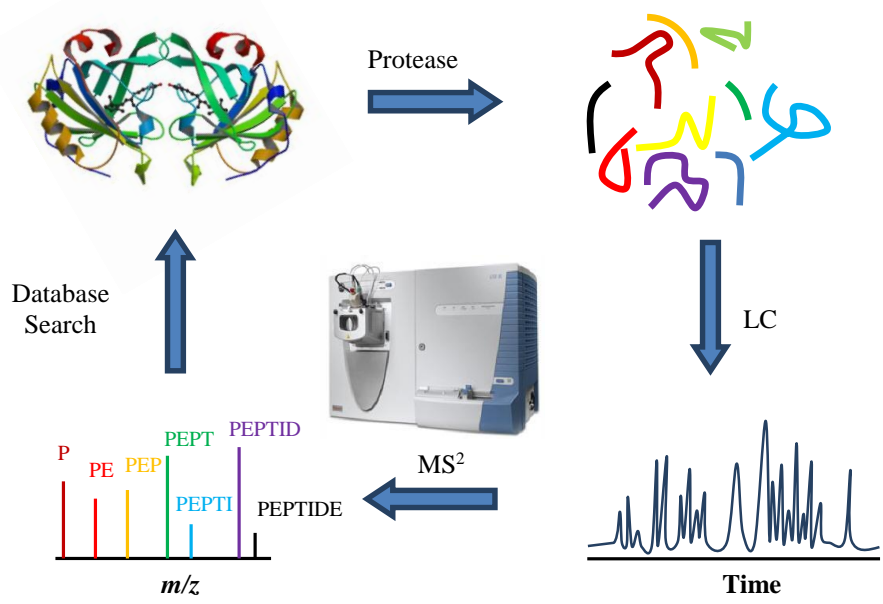 Protease
Database
Search
LC
MS²
P
PE
PEP
PEPT
PEPTI
PEPTID
PEPTIDE
m/z
Time